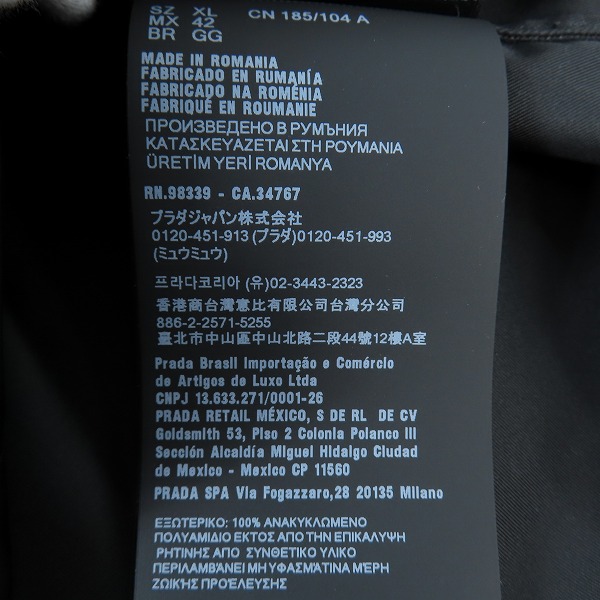 SZ XL CN 185/104 A
MX 42
BR GG
MADE IN ROMANIA
FABRICADO EN RUMANÍA
FABRICADO NA ROMÉNIA
FABRIQUÉ EN ROUMANIE
ПРОИЗВЕДЕНО В РУМЪНИЯ
ΚΑΤΑΣΚΕΥΑΖΕΤΑΙ ΣΤΗ ΡΟΥΜΑΝΙΑ
ÜRETİM YERİ ROMANYA
RN.98339 - CA.34767
プラダジャパン株式会社
0120-451-913 (プラダ)0120-451-993
(ミュウミュウ)
프라다코리아 (유)02-3443-2323
香港商台灣惠比有限公司台灣分公司
886-2-2571-5255
臺北市中山區中山北路二段44號12樓A室
Prada Brasil Importação e Comércio
de Artigos de Luxo Ltda
CNPJ 13.633.271/0001-26
PRADA RETAIL MÉXICO, S DE RL DE CV
Goldsmith 53, Piso 2 Colonia Polanco III
Sección Alcaldía Miguel Hidalgo Ciudad
de Mexico - Mexico CP 11560
PRADA SPA Via Fogazzaro,28 20135 Milano
ΕΞΩΤΕΡΙΚΟ: 100% ΑΝΑΚΥΚΛΩΜΕΝΟ
ΠΟΛΥΑΜΙΔΙΟ ΕΚΤΟΣ ΑΠΟ ΤΗΝ ΕΠΙΚΑΛΥΨΗ
ΡΗΤΙΝΗΣ ΑΠΟ ΣΥΝΘΕΤΙΚΟ ΥΛΙΚΟ
ΠΕΡΙΛΑΜΒΑΝΕΙ ΜΗ ΥΦΑΣΜΑΤΙΝΑ ΜΕΡΗ
ΖΩΙΚΗΣ ΠΡΟΕΛΕΥΣΗΣ